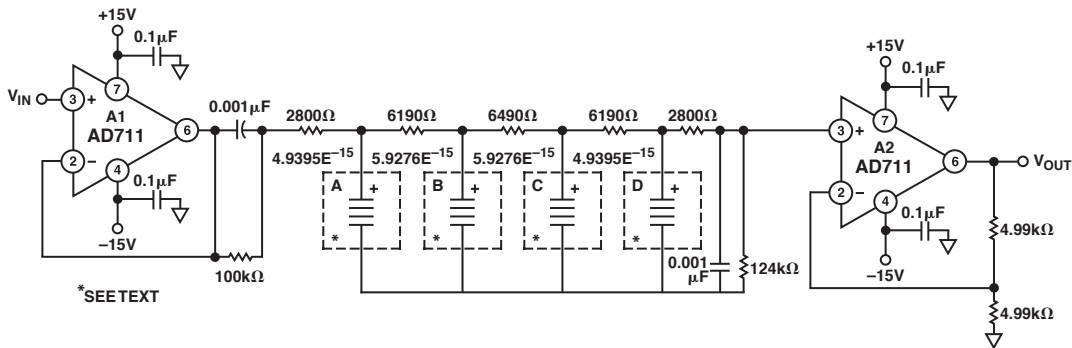 +15V
0.1µF
7
VIN
3
+
A1
AD711
6
2
–
4
0.1µF
–15V
0.001µF
100kΩ
*SEE TEXT
2800Ω
6190Ω
6490Ω
6190Ω
2800Ω
4.9395E–15
5.9276E–15
5.9276E–15
4.9395E–15
A
+
*
B
+
*
C
+
*
D
+
*
0.001
µF
124kΩ
+15V
0.1µF
7
3
+
A2
AD711
6
VOUT
2
–
4
0.1µF
–15V
4.99kΩ
4.99kΩ